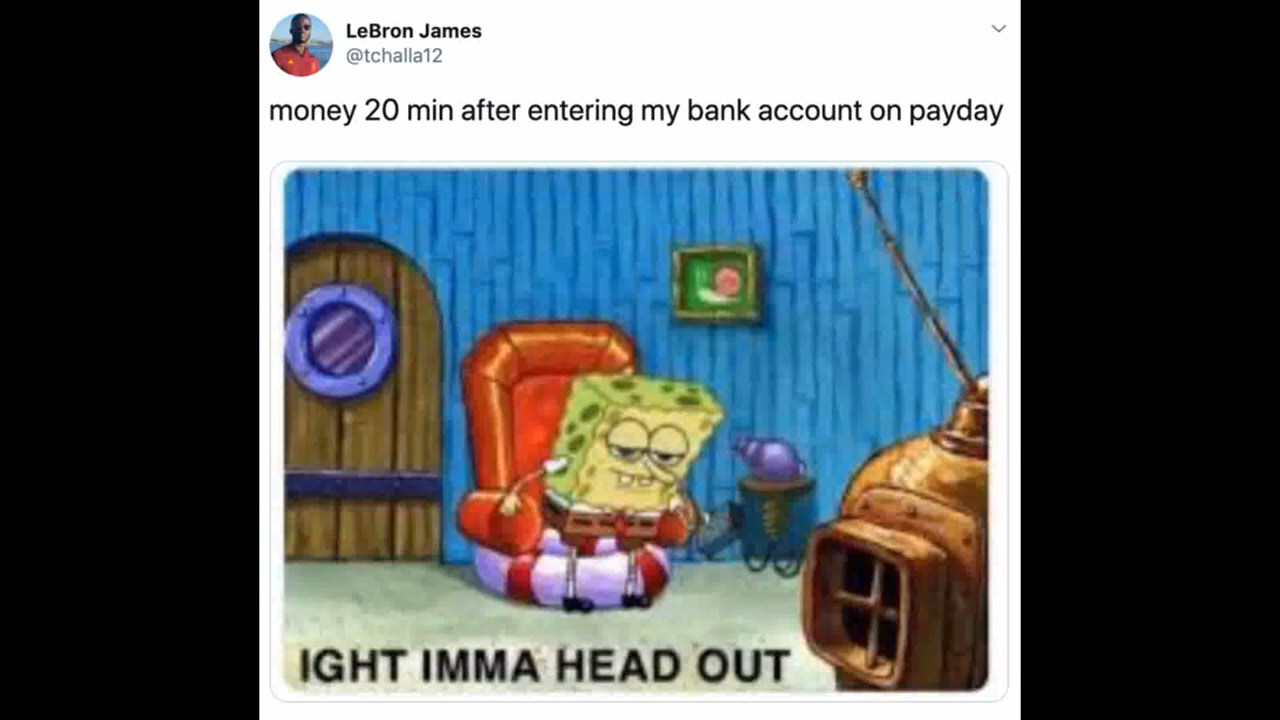 LeBron James
@tchalla12
money 20 min after entering my bank account on payday
IGHT IMMA HEAD OUT